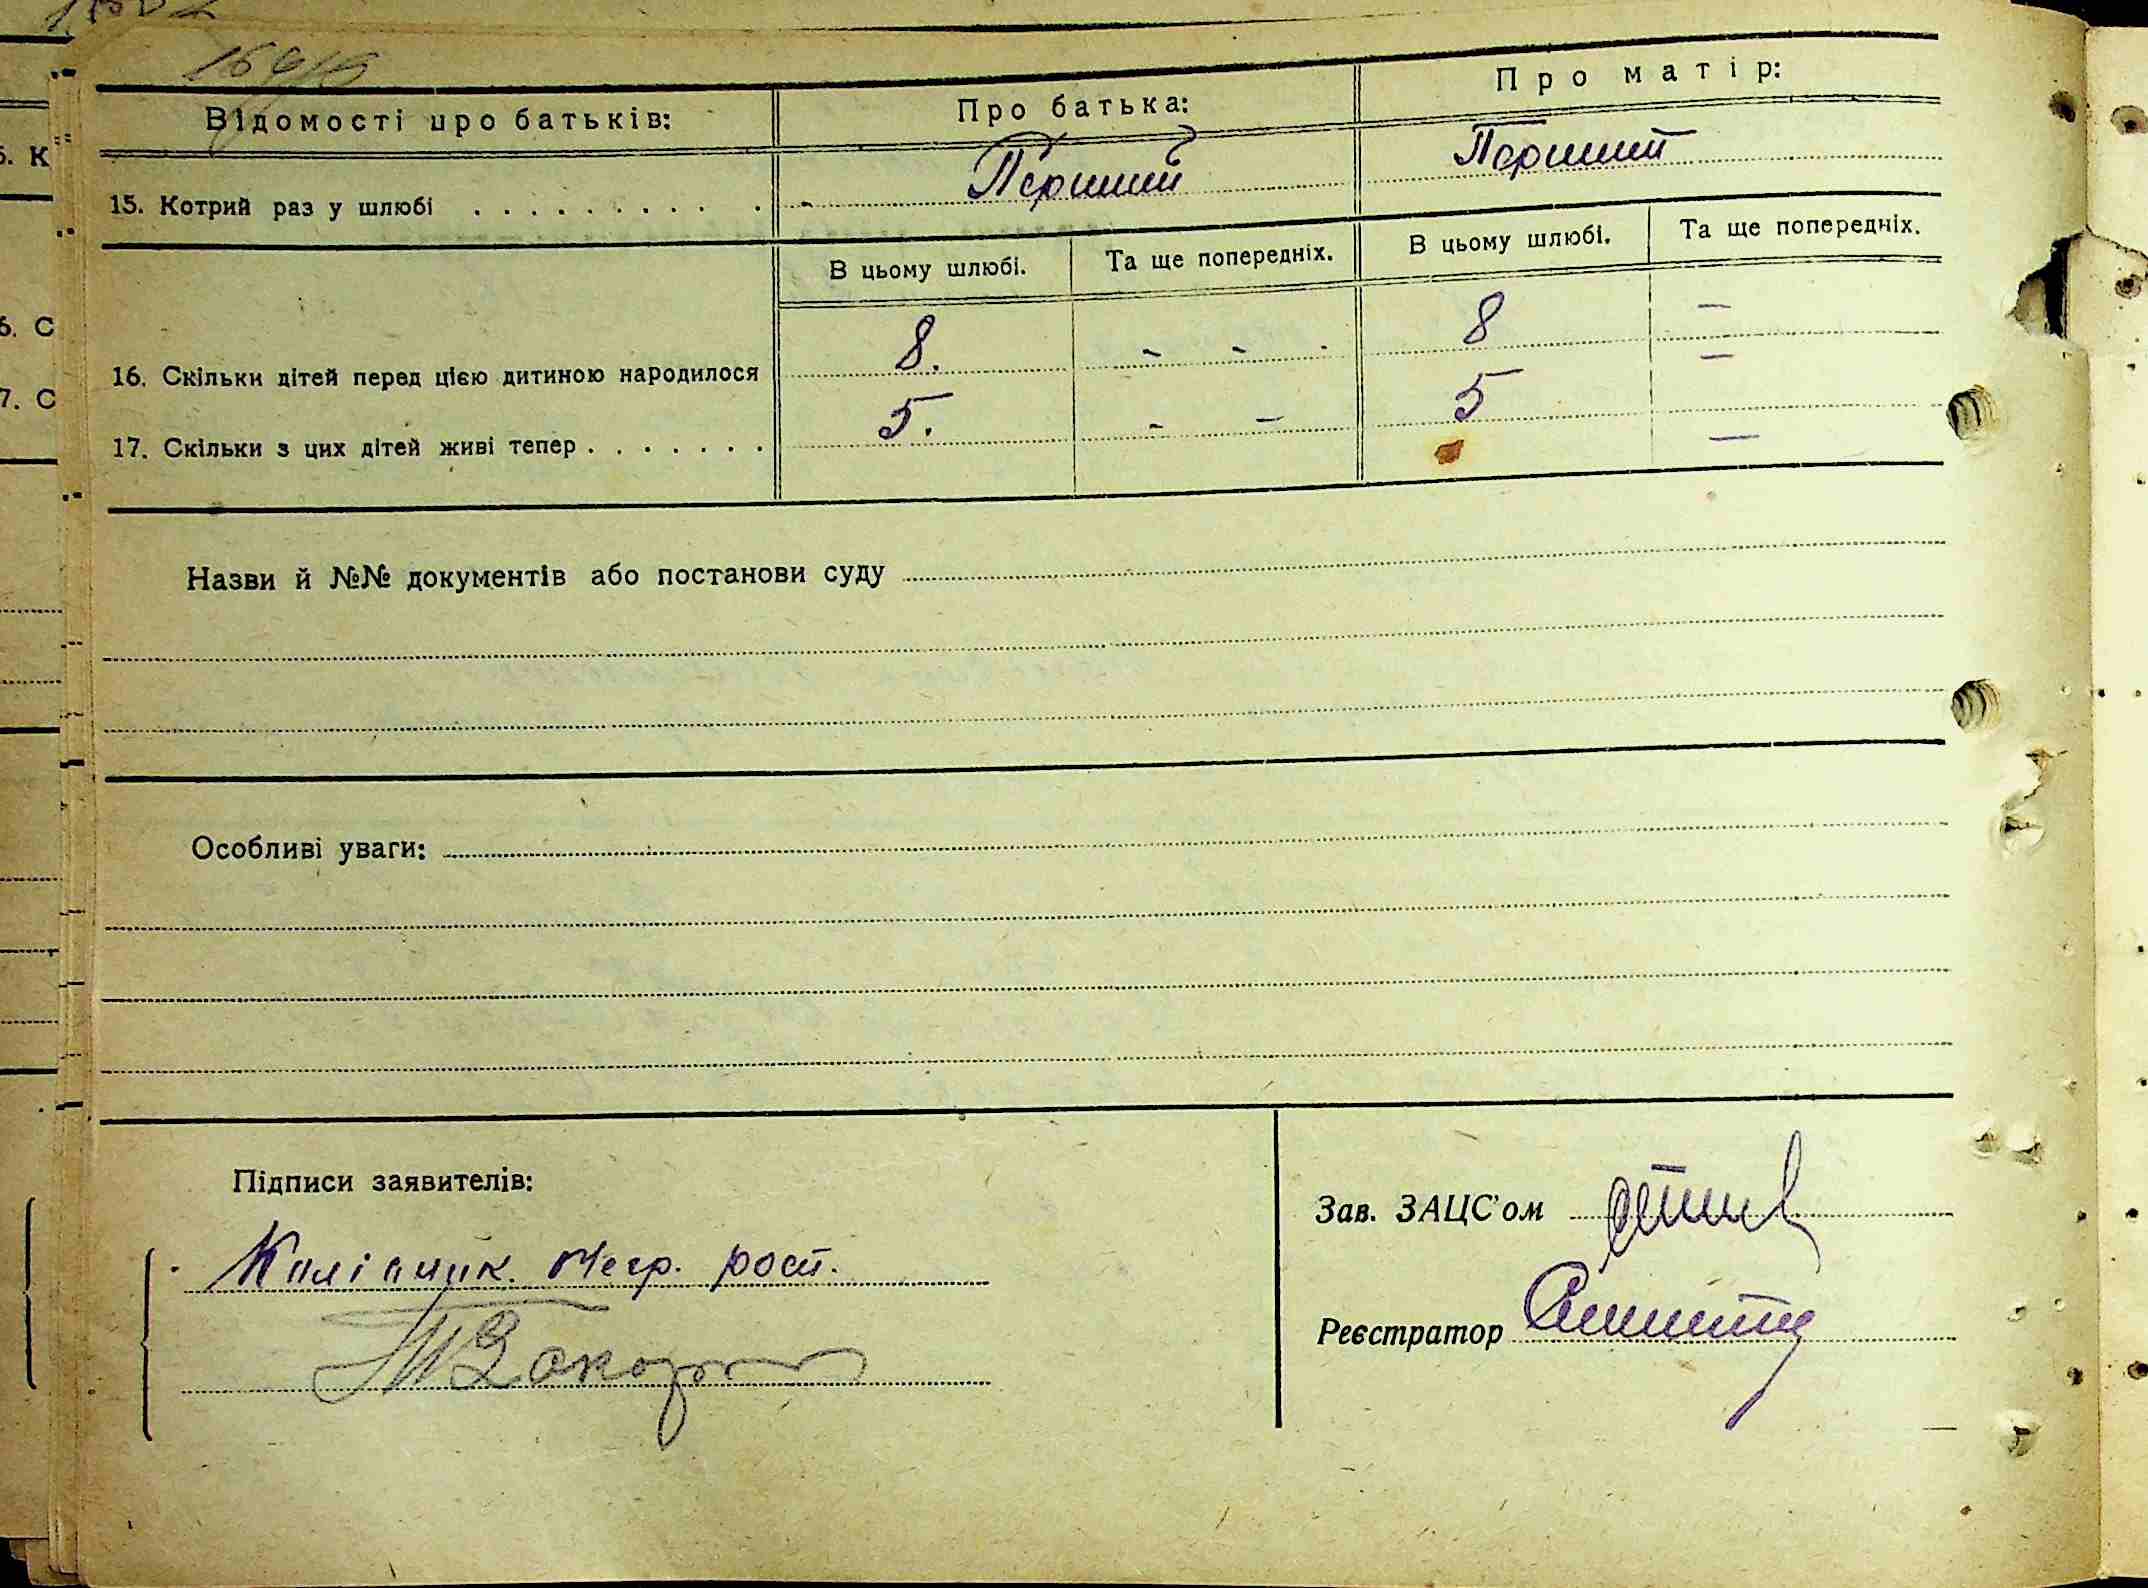 Відомості про батьків: Про батька: Про матір:
15. Котрий раз у шлюбі . . . . . . . . . . . Перший Перший
В цьому шлюбі. Та ще попередніх. В цьому шлюбі. Та ще попередніх.
16. Скільки дітей перед цією дитиною народилося 8. - - 8 -
17. Скільки з цих дітей живі тепер . . . . . . . 5. - - 5 -
Назви й №№ документів або постанови суду
Особливі уваги:
Підписи заявителів:
Зав. ЗАЦС'ом
негр. рост.
Реєстратор